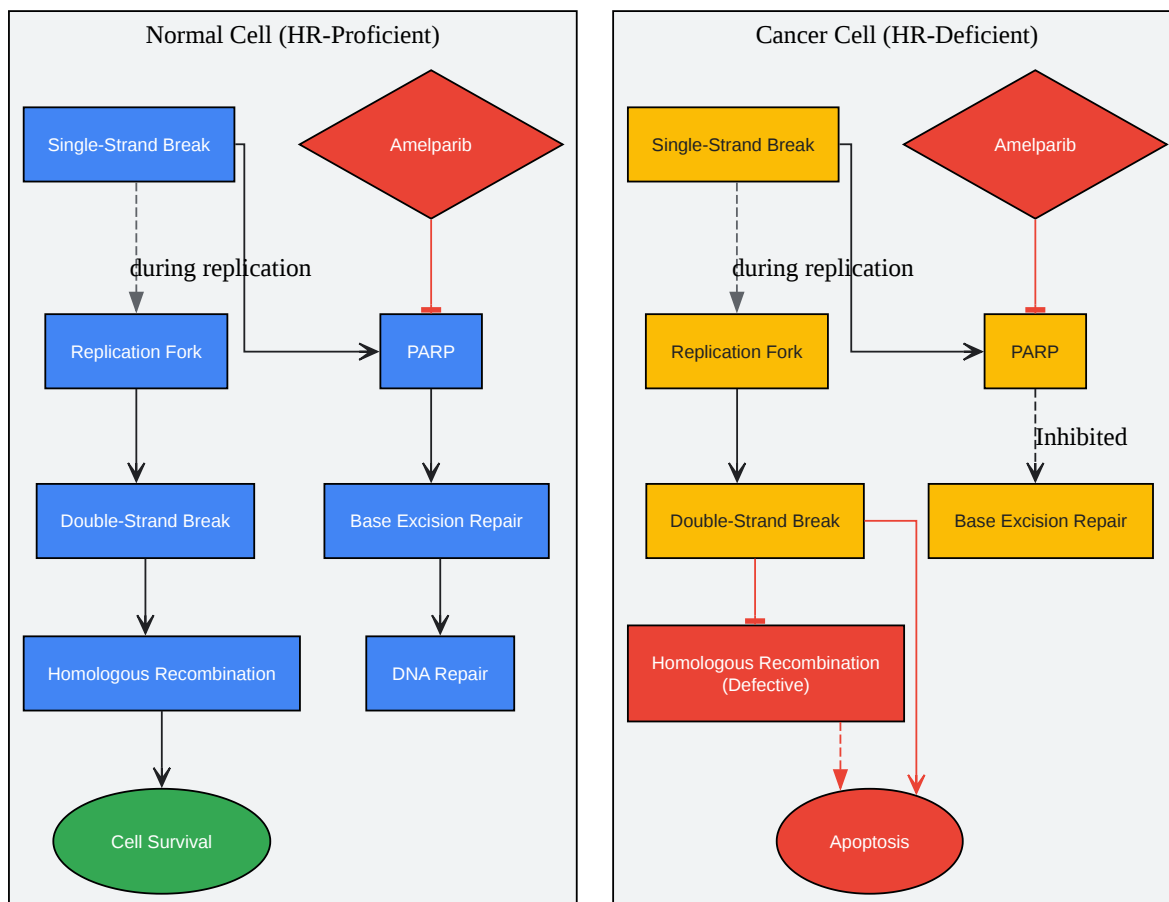 Normal Cell (HR-Proficient)
Single-Strand Break
Amelparib
during replication
Replication Fork
PARP
Double-Strand Break
Base Excision Repair
Homologous Recombination
DNA Repair
Cell Survival
Cancer Cell (HR-Deficient)
Single-Strand Break
Amelparib
during replication
Replication Fork
PARP
Inhibited
Double-Strand Break
Base Excision Repair
Homologous Recombination
(Defective)
Apoptosis